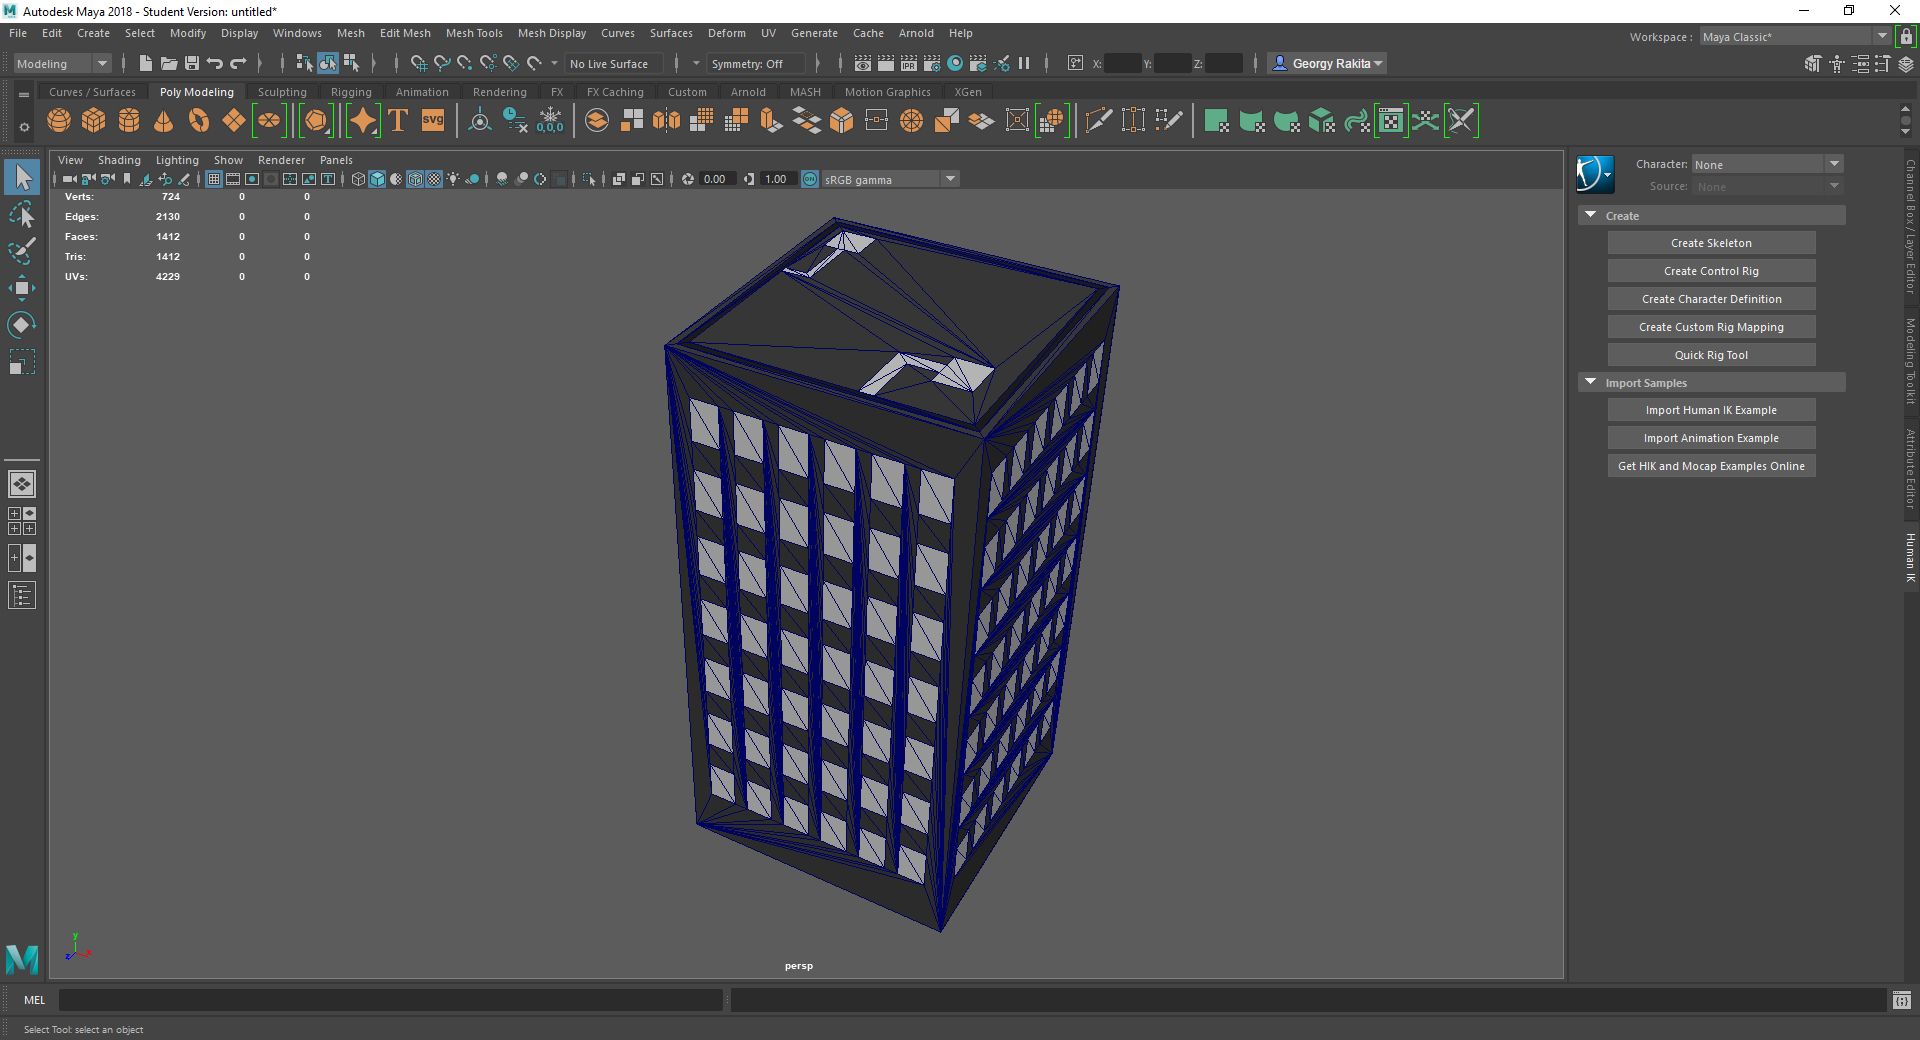 Autodesk Maya 2018 - Student Version: untitled*
File Edit Create Select Modify Display Windows Mesh Edit Mesh Mesh Tools Mesh Display Curves Surfaces Deform UV Generate Cache Arnold Help
Workspace : Maya Classic*
Modeling No Live Surface Symmetry: Off IPR X: Y: Z: Georgy Rakita
Curves / Surfaces Poly Modeling Sculpting Rigging Animation Rendering FX FX Caching Custom Arnold MASH Motion Graphics XGen
T SVG 0,0,0
View Shading Lighting Show Renderer Panels
0.00 1.00 ON sRGB gamma
Verts: 724 0 0
Edges: 2130 0 0
Faces: 1412 0 0
Tris: 1412 0 0
UVs: 4229 0 0
y
z
x
persp
Character: None
Source: None
Create
Create Skeleton
Create Control Rig
Create Character Definition
Create Custom Rig Mapping
Quick Rig Tool
Import Samples
Import Human IK Example
Import Animation Example
Get HIK and Mocap Examples Online
Channel Box / Layer Editor
Modeling Toolkit
Attribute Editor
Human IK
M
MEL
Select Tool: select an object